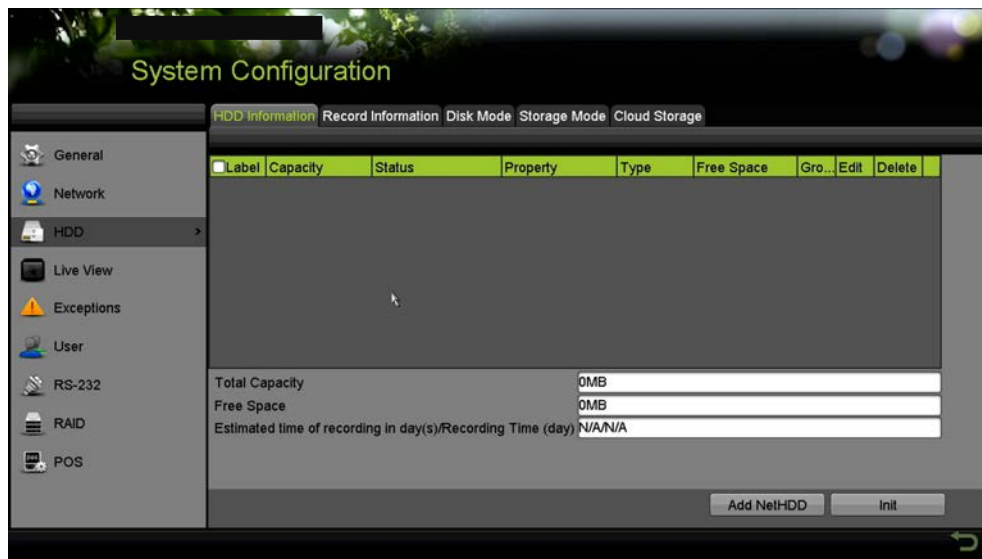 System Configuration
HDD Information Record Information Disk Mode Storage Mode Cloud Storage
General
Network
HDD >
Live View
Exceptions
User
RS-232
RAID
POS
Label Capacity Status Property Type Free Space Gro... Edit Delete
Total Capacity 0MB
Free Space 0MB
Estimated time of recording in day(s)/Recording Time (day) N/A/N/A
Add NetHDD Init